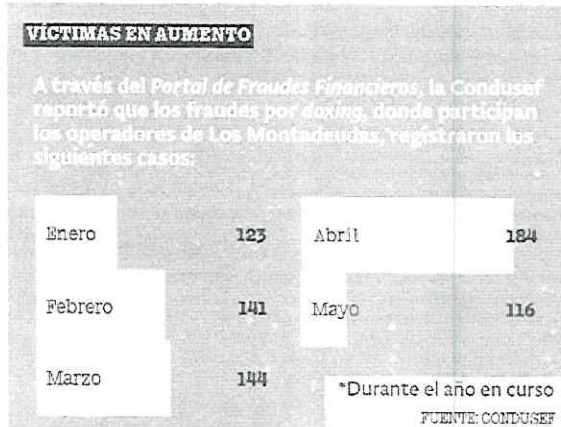 VÍCTIMAS EN AUMENTO
A través del Portal de Fraudes Financieros, la Condusef
reportó que los fraudes por doxing, donde participan
los operadores de Los Montadeudas, registraron los
siguientes casos:
Enero 123
Febrero 141
Marzo 144
Abril 184
Mayo 116
*Durante el año en curso
FUENTE: CONDUSEF